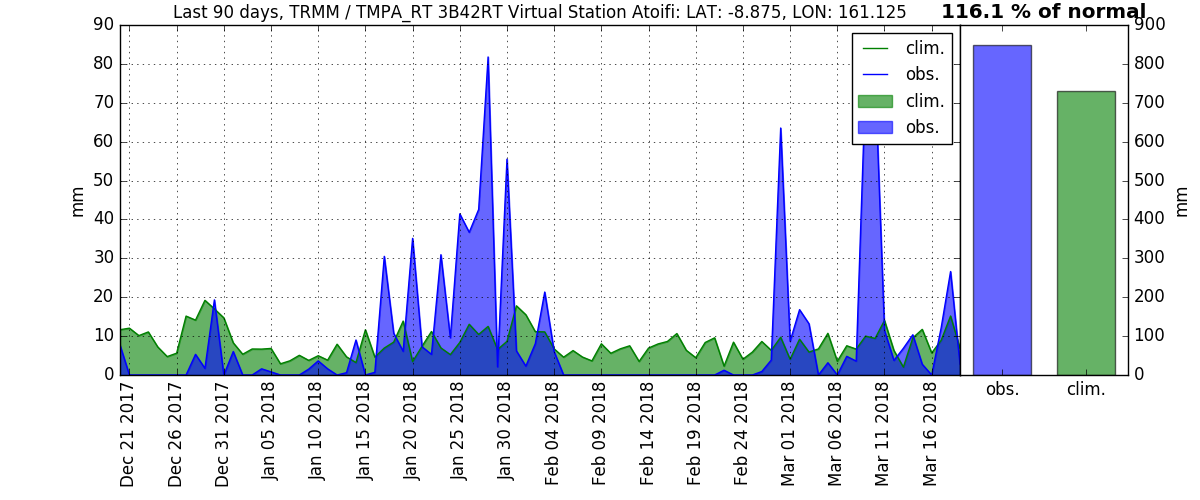 Last 90 days, TRMM / TMPA_RT 3B42RT Virtual Station Atoifi: LAT: -8.875, LON: 161.125
116.1 % of normal
90
80
70
60
50
40
30
20
10
0
mm
clim.
obs.
clim.
obs.
900
800
700
600
500
400
300
200
100
0
mm
Dec 21 2017
Dec 26 2017
Dec 31 2017
Jan 05 2018
Jan 10 2018
Jan 15 2018
Jan 20 2018
Jan 25 2018
Jan 30 2018
Feb 04 2018
Feb 09 2018
Feb 14 2018
Feb 19 2018
Feb 24 2018
Mar 01 2018
Mar 06 2018
Mar 11 2018
Mar 16 2018
obs.
clim.